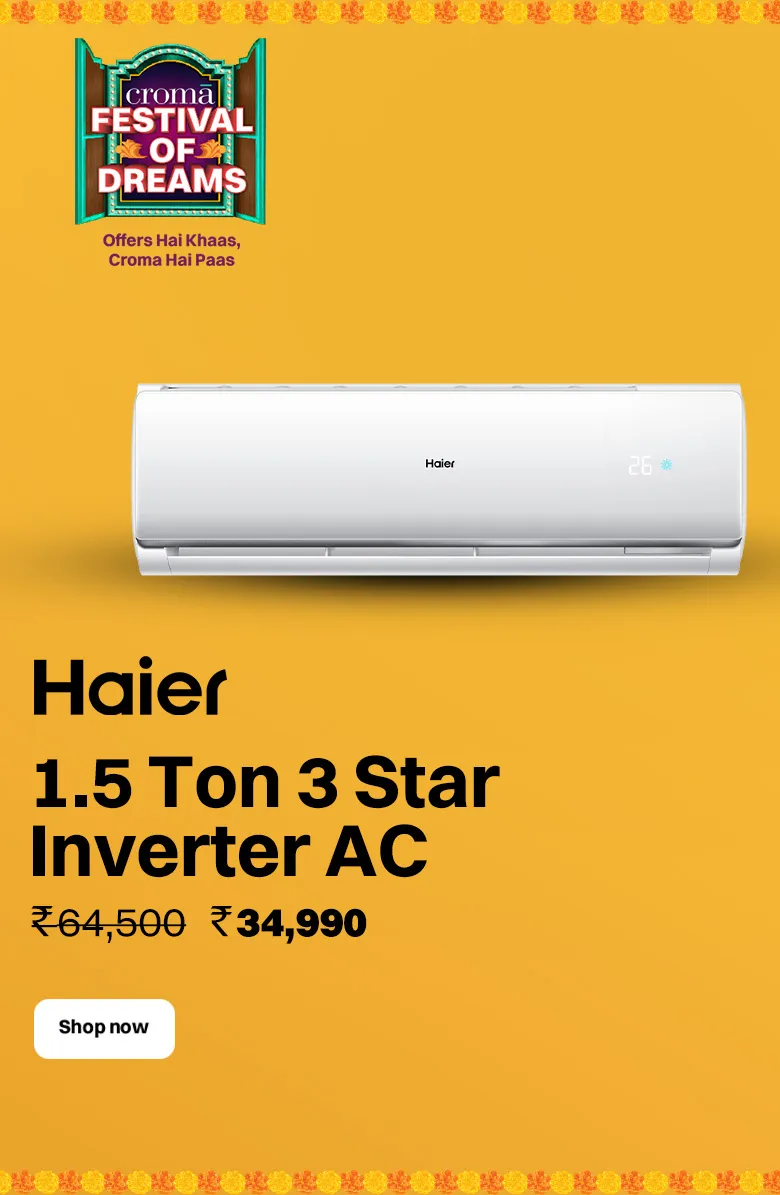 cromā
FESTIVAL
OF
DREAMS
Offers Hai Khaas,
Croma Hai Paas
Haier
26
Haier
1.5 Ton 3 Star
Inverter AC
₹64,500 ₹34,990
Shop now